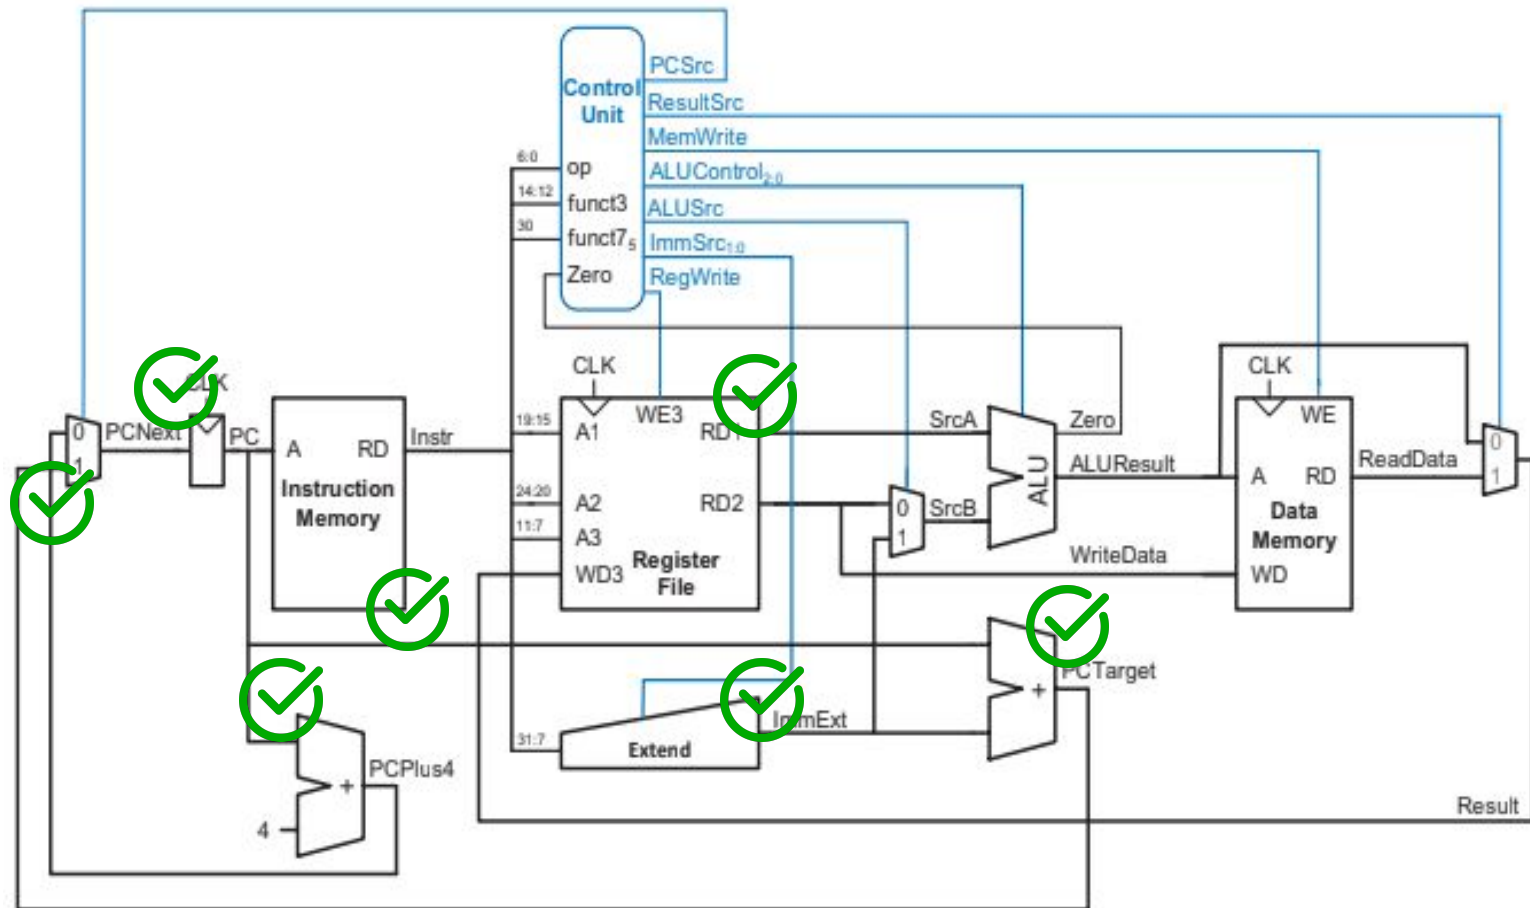 PCSrc
Control
Unit
ResultSrc
MemWrite
6:0
op
ALUControl2:0
14:12
funct3
ALUSrc
30
funct75
ImmSrc1:0
Zero
RegWrite
CLK
CLK
CLK
0
PCNext
PC
1
A
RD
Instr
Instruction
Memory
19:15
A1
WE3
RD1
24:20
A2
RD2
11:7
A3
WD3
Register
File
SrcA
0
SrcB
1
ALU
Zero
ALUResult
WriteData
WE
A
RD
Data
Memory
WD
ReadData
0
1
PCTarget
+
ImmExt
31:7
Extend
PCPlus4
+
4
Result